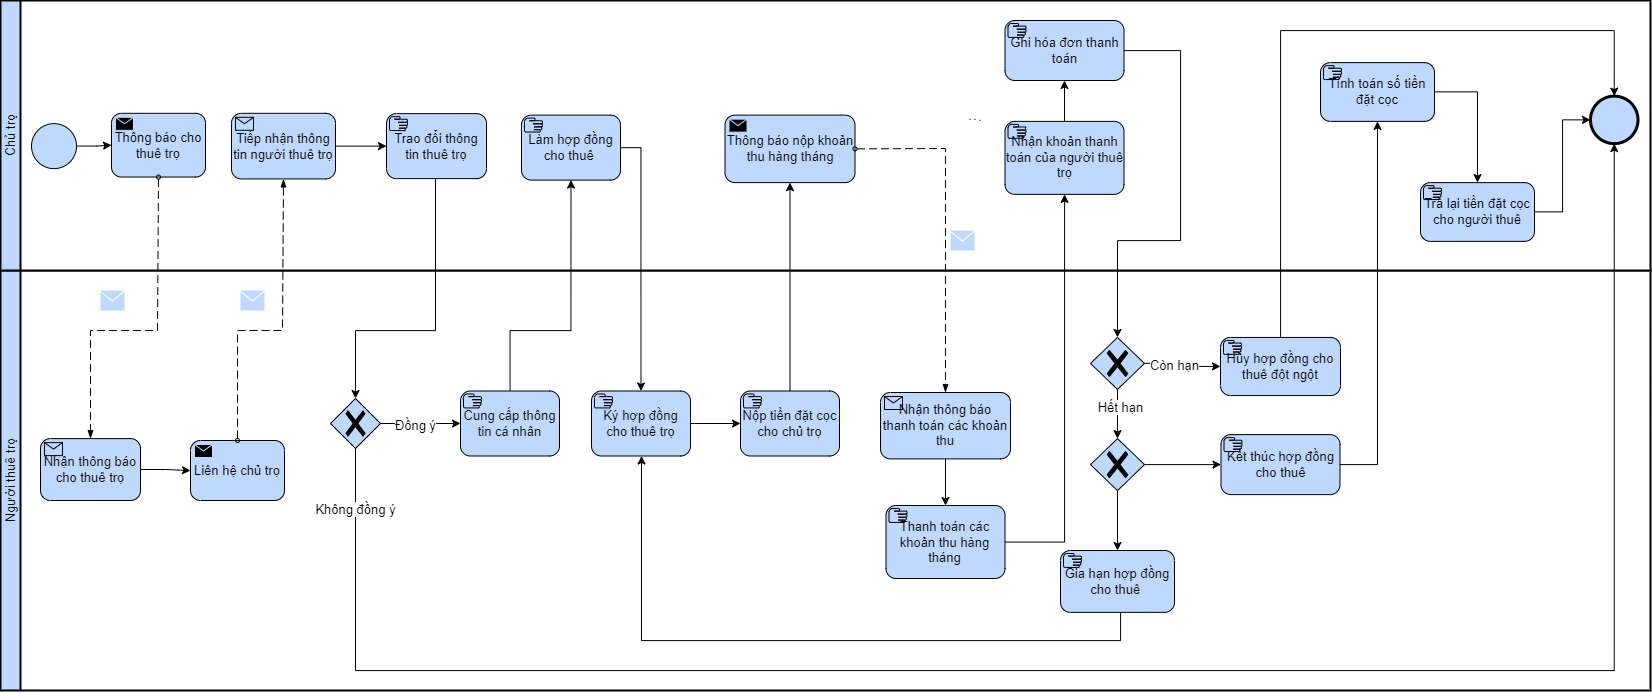 Chủ trọ
Thông báo cho
thuê trọ
Tiếp nhận thông
tin người thuê trọ
Trao đổi thông
tin thuê trọ
Làm hợp đồng
cho thuê
Thông báo nộp khoản
thu hàng tháng
...
Ghi hóa đơn thanh
toán
Nhận khoản thanh
toán của người thuê
trọ
Tính toán số tiền
đặt cọc
Trả lại tiền đặt cọc
cho người thuê
Người thuê trọ
Nhận thông báo
cho thuê trọ
Liên hệ chủ trọ
Đồng ý
Không đồng ý
Cung cấp thông
tin cá nhân
Ký hợp đồng
cho thuê trọ
Nộp tiền đặt cọc
cho chủ trọ
Nhận thông báo
thanh toán các khoản
thu
Thanh toán các
khoản thu hàng
tháng
Còn hạn
Hết hạn
Hủy hợp đồng cho
thuê đột ngột
Kết thúc hợp đồng
cho thuê
Gia hạn hợp đồng
cho thuê